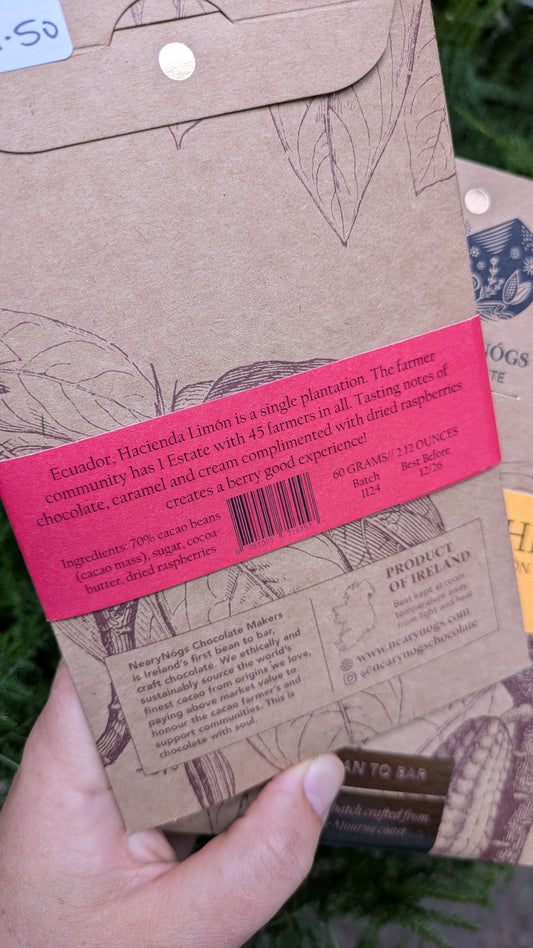 .50
Ecuador, Hacienda Limón is a single plantation. The farmer
community has 1 Estate with 45 farmers in all. Tasting notes of
chocolate, caramel and cream complimented with dried raspberries
creates a berry good experience!
Ingredients: 70% cacao beans
(cacao mass), sugar, cocoa
butter, dried raspberries
60 GRAMS// 2.12 OUNCES
Batch
1124
Best Before
12/26
NearyNógs Chocolate Makers
is Ireland's first bean to bar,
craft chocolate. We ethically and
sustainably source the world's
finest cacao from origins we love,
paying above market value to
honour the cacao farmer's and
support communities. This is
chocolate with soul.
PRODUCT
OF IRELAND
Best kept at room
temperature away
from light and heat
www.nearynogs.com
@nearynogschocolate
NÓGS
TE
ON
AN TO BAR
atch crafted from
Mourne coast